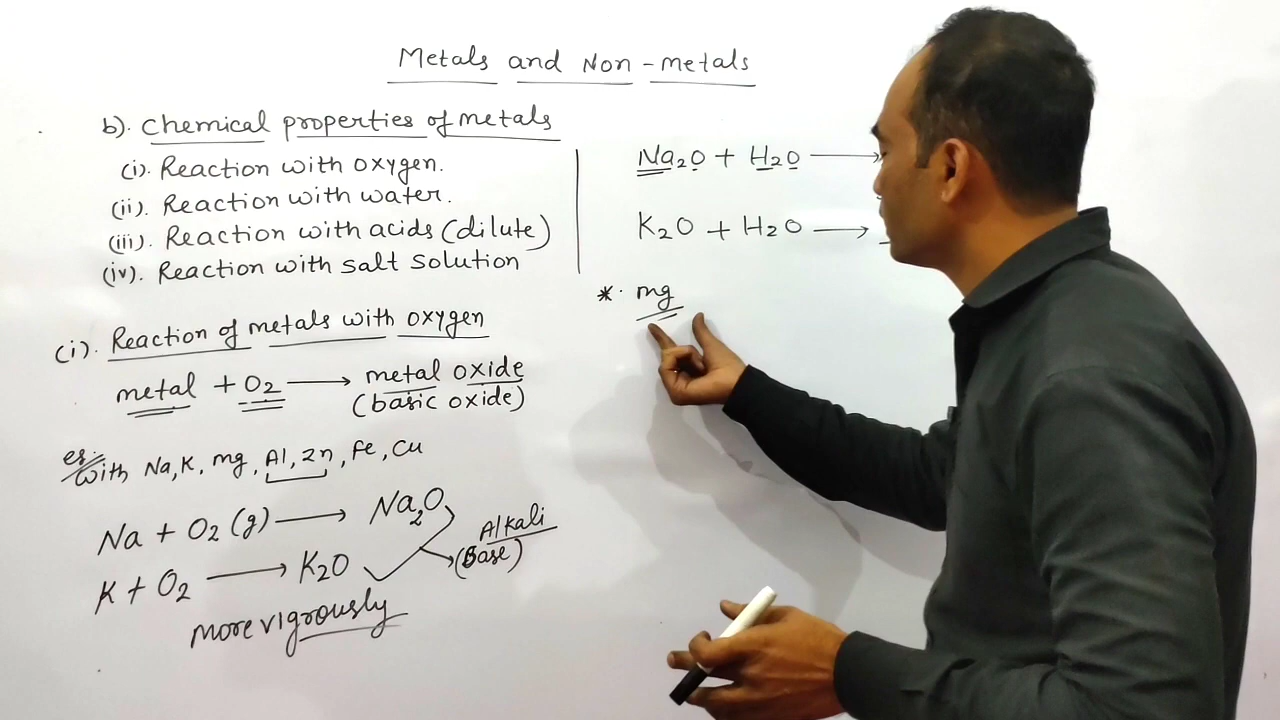 Metals and Non-metals
b). Chemical properties of metals
(i). Reaction with oxygen.
(ii). Reaction with water.
(iii). Reaction with acids (dilute)
(iv). Reaction with salt solution
(i). Reaction of metals with oxygen
metal + O2 → metal oxide
(basic oxide)
eg:-
with Na, K, mg, Al, zn, Fe, Cu
Na + O2 (g) → Na2O
K + O2 → K2O
Alkali
(Base)
more vigrously
Na2O + H2O →
K2O + H2O →
*. mg